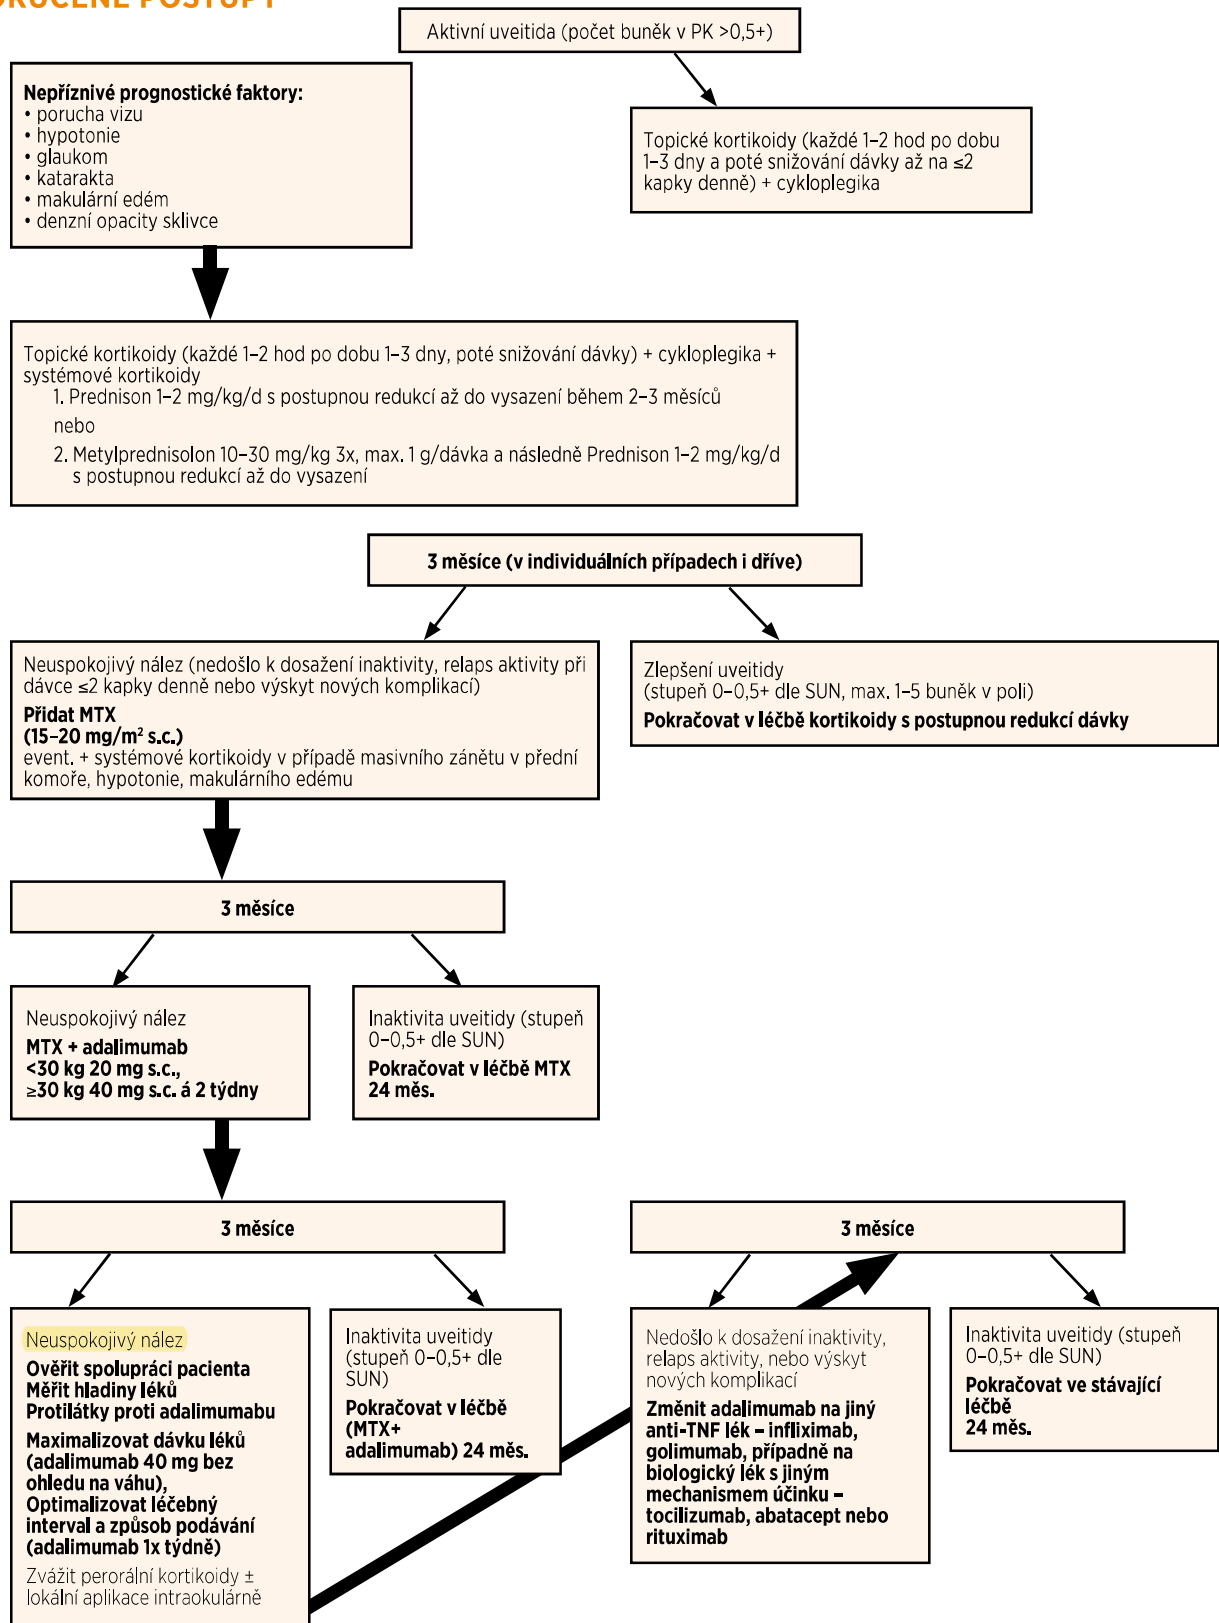 DORUČENÉ POSTUPY
Aktivní uveitida (počet buněk v PK >0,5+)
Nepříznivé prognostické faktory:
• porucha vizu
• hypotonie
• glaukom
• katarakta
• makulární edém
• denzní opacity sklivce
Topické kortikoidy (každé 1–2 hod po dobu
1–3 dny a poté snižování dávky až na ≤2
kapky denně) + cykloplegika
Topické kortikoidy (každé 1–2 hod po dobu 1–3 dny, poté snižování dávky) + cykloplegika +
systémové kortikoidy
1. Prednison 1–2 mg/kg/d s postupnou redukcí až do vysazení během 2–3 měsíců
nebo
2. Metylprednisolon 10–30 mg/kg 3x, max. 1 g/dávka a následně Prednison 1–2 mg/kg/d
s postupnou redukcí až do vysazení
3 měsíce (v individuálních případech i dříve)
Neuspokojivý nález (nedošlo k dosažení inaktivity, relaps aktivity při
dávce ≤2 kapky denně nebo výskyt nových komplikací)
Přidat MTX
(15–20 mg/m² s.c.)
event. + systémové kortikoidy v případě masivního zánětu v přední
komoře, hypotonie, makulárního edému
Zlepšení uveitidy
(stupeň 0–0,5+ dle SUN, max. 1–5 buněk v poli)
Pokračovat v léčbě kortikoidy s postupnou redukcí dávky
3 měsíce
Neuspokojivý nález
MTX + adalimumab
<30 kg 20 mg s.c.,
≥30 kg 40 mg s.c. á 2 týdny
Inaktivita uveitidy (stupeň
0–0,5+ dle SUN)
Pokračovat v léčbě MTX
24 měs.
3 měsíce
3 měsíce
Neuspokojivý nález
Ověřit spolupráci pacienta
Měřit hladiny léků
Protilátky proti adalimumabu
Maximalizovat dávku léků
(adalimumab 40 mg bez
ohledu na váhu),
Optimalizovat léčebný
interval a způsob podávání
(adalimumab 1x týdně)
Zvážit perorální kortikoidy ±
lokální aplikace intraokulárně
Inaktivita uveitidy
(stupeň 0–0,5+ dle
SUN)
Pokračovat v léčbě
(MTX+
adalimumab) 24 měs.
Nedošlo k dosažení inaktivity,
relaps aktivity, nebo výskyt
nových komplikací
Změnit adalimumab na jiný
anti-TNF lék – infliximab,
golimumab, případně na
biologický lék s jiným
mechanismem účinku –
tocilizumab, abatacept nebo
rituximab
Inaktivita uveitidy (stupeň
0–0,5+ dle SUN)
Pokračovat ve stávající
léčbě
24 měs.